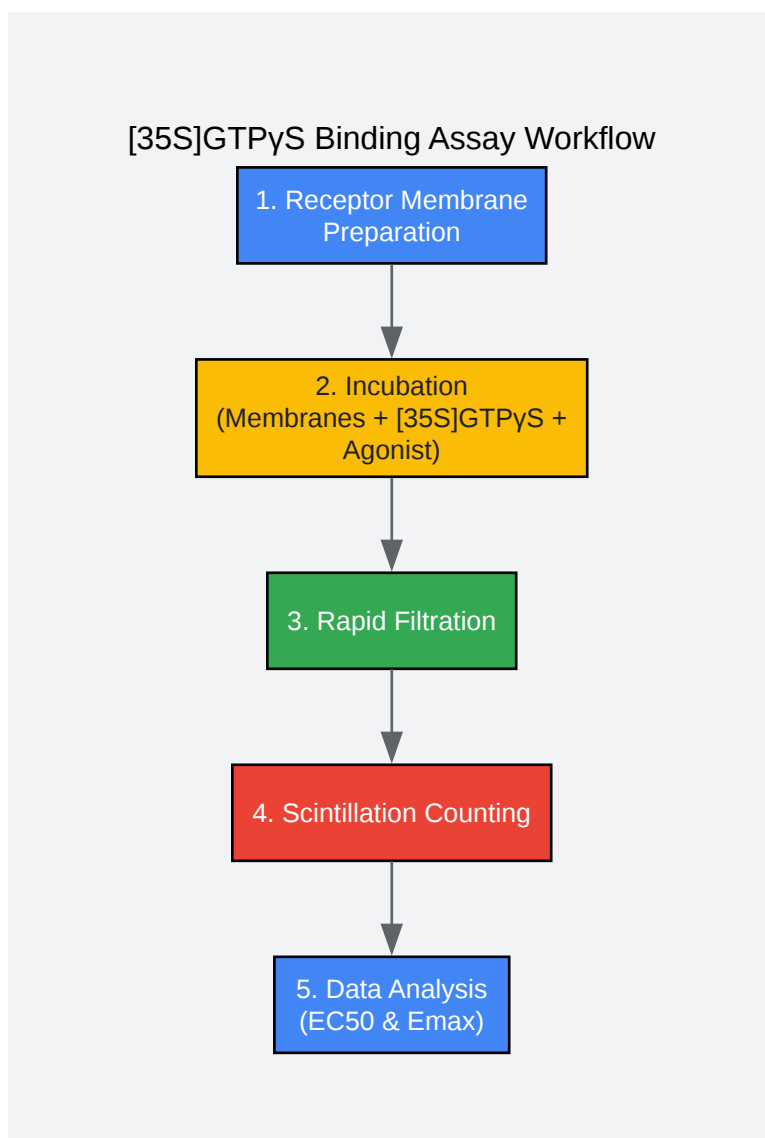 [35S]GTPγS Binding Assay Workflow
1. Receptor Membrane
Preparation
2. Incubation
(Membranes + [35S]GTPγS +
Agonist)
3. Rapid Filtration
4. Scintillation Counting
5. Data Analysis
(EC50 & Emax)